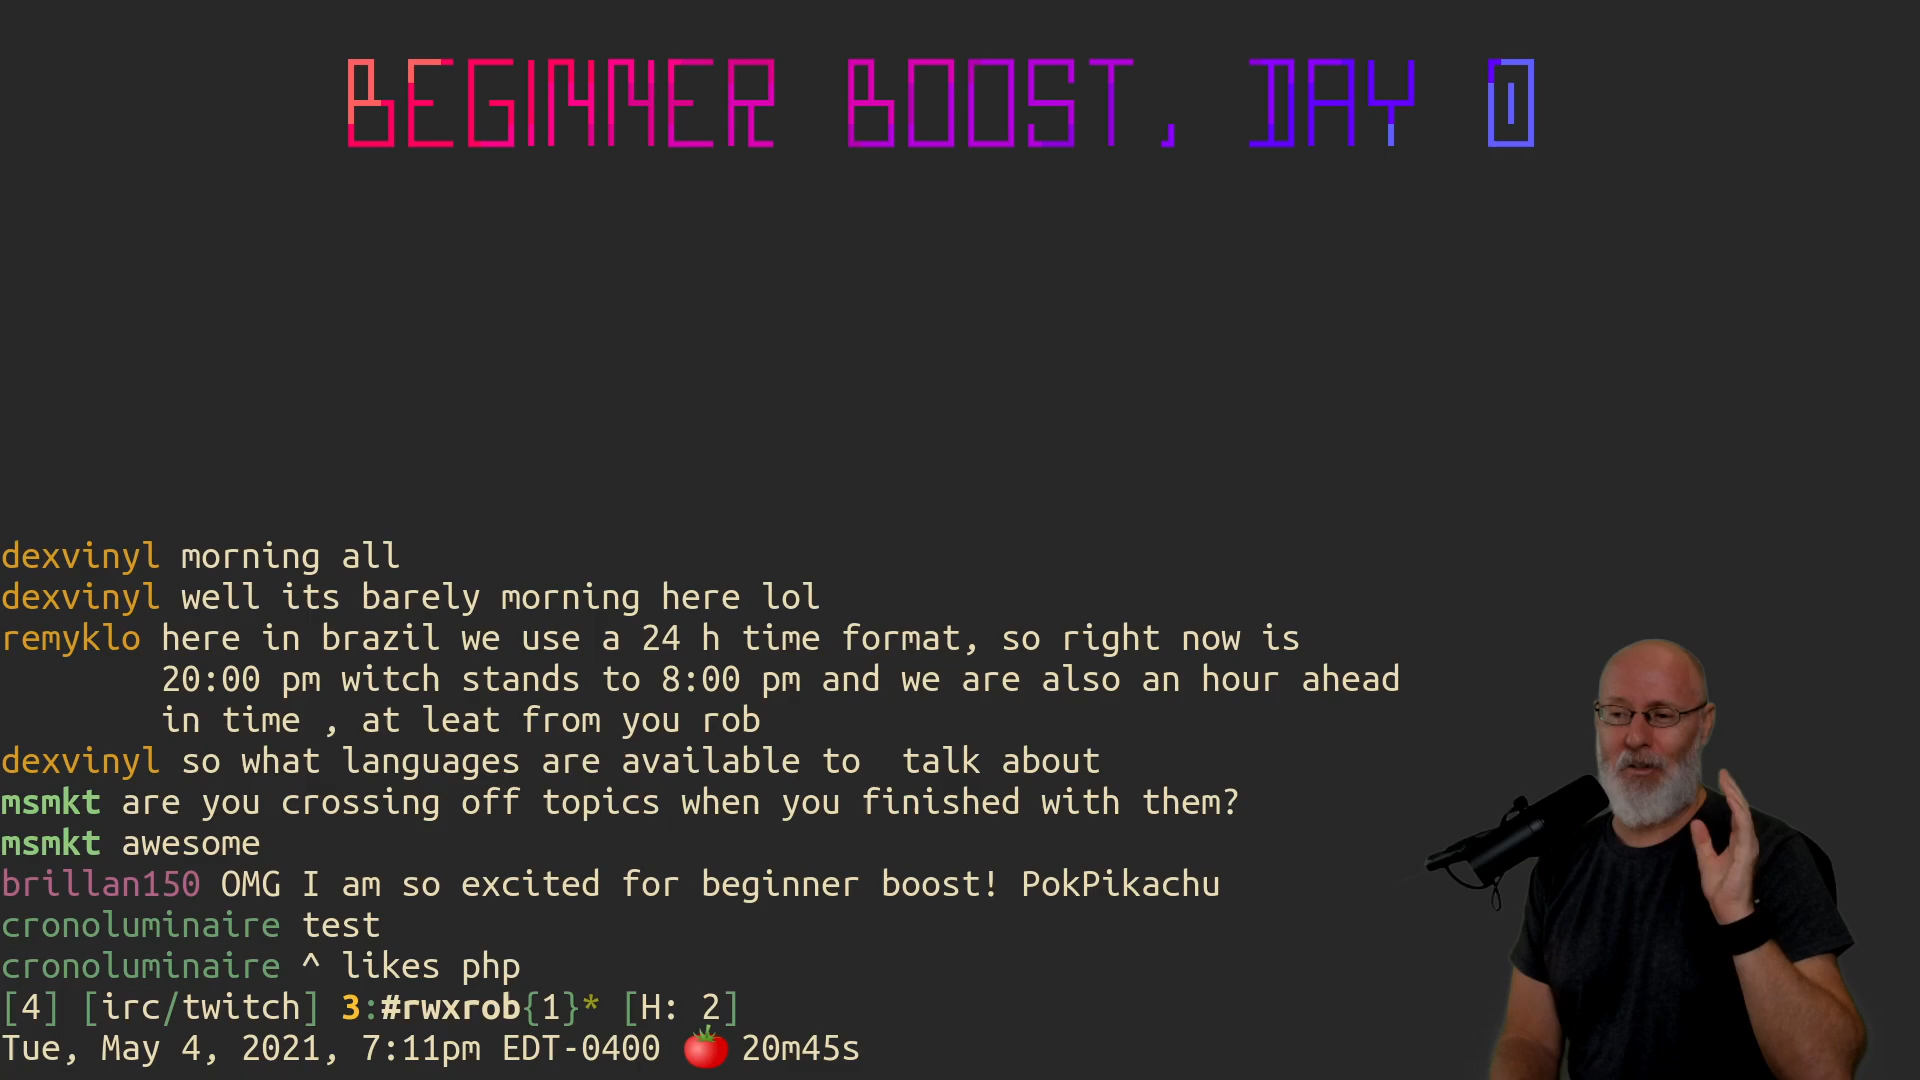 BEGINNER BOOST, DAY 0
dexvinyl morning all
dexvinyl well its barely morning here lol
remyklo here in brazil we use a 24 h time format, so right now is
20:00 pm witch stands to 8:00 pm and we are also an hour ahead
in time , at leat from you rob
dexvinyl so what languages are available to  talk about
msmkt are you crossing off topics when you finished with them?
msmkt awesome
brillan150 OMG I am so excited for beginner boost! PokPikachu
cronoluminaire test
cronoluminaire ^ likes php
[4] [irc/twitch] 3:#rwxrob{1}* [H: 2]
Tue, May 4, 2021, 7:11pm EDT-0400 🍅 20m45s